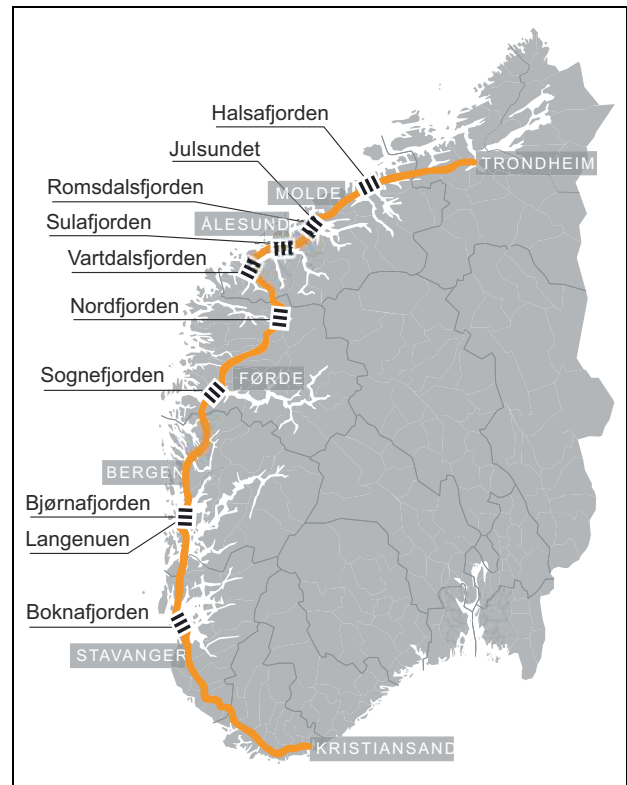 Halsafjorden
Julsundet
TRONDHEIM
Romsdalsfjorden
MOLDE
Sulafjorden
ÅLESUND
Vartdalsfjorden
Nordfjorden
Sognefjorden
FØRDE
BERGEN
Bjørnafjorden
Langenuen
Boknafjorden
STAVANGER
KRISTIANSAND